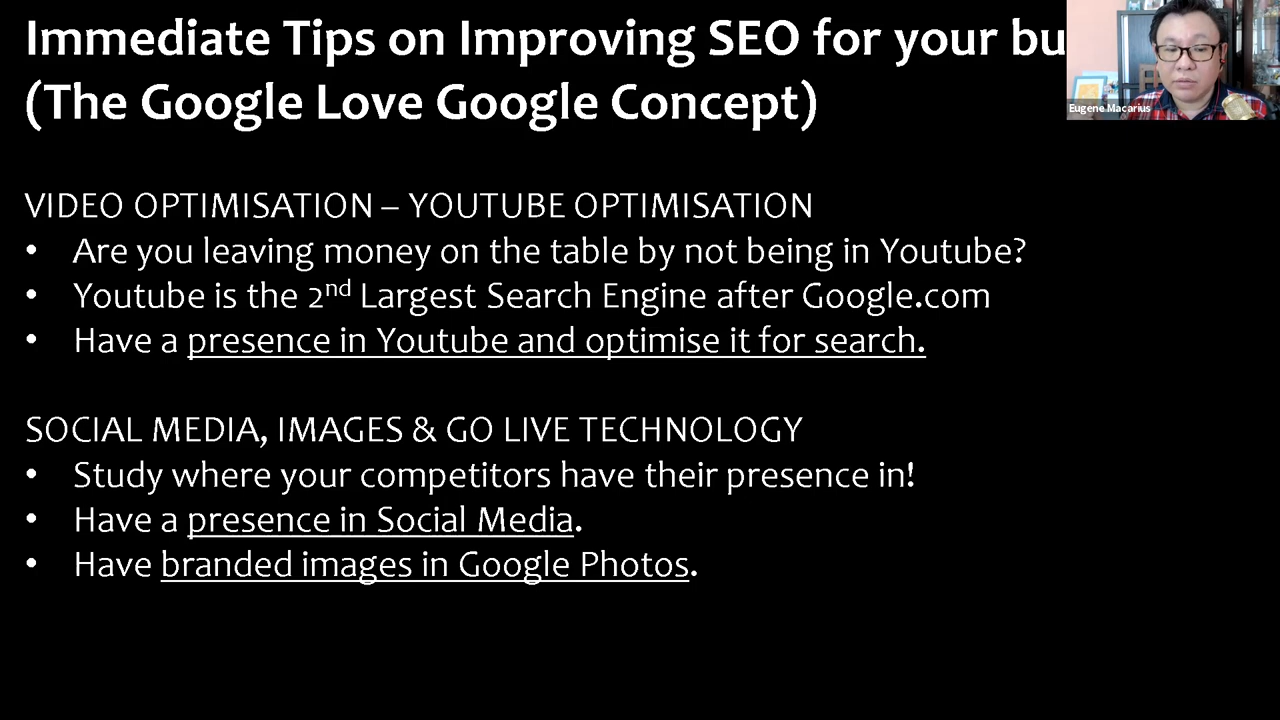 Immediate Tips on Improving SEO for your bu
(The Google Love Google Concept)
Eugene Macarius
VIDEO OPTIMISATION – YOUTUBE OPTIMISATION
• Are you leaving money on the table by not being in Youtube?
• Youtube is the 2nd Largest Search Engine after Google.com
• Have a presence in Youtube and optimise it for search.
SOCIAL MEDIA, IMAGES & GO LIVE TECHNOLOGY
• Study where your competitors have their presence in!
• Have a presence in Social Media.
• Have branded images in Google Photos.